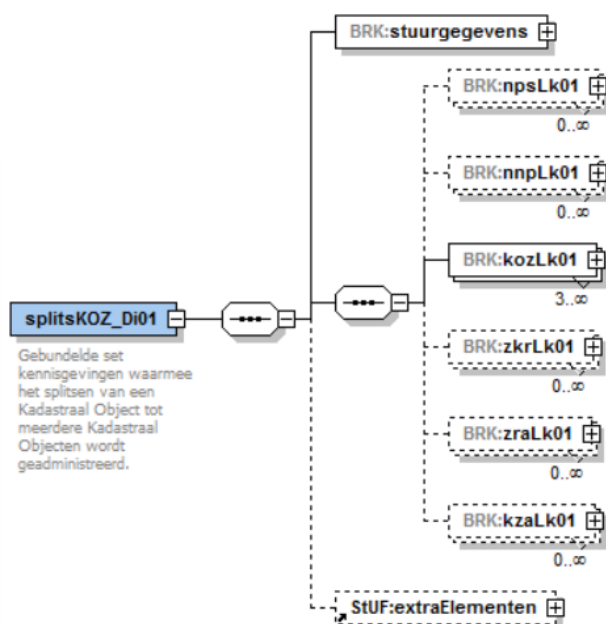 BRK:stuurgegevens
BRK:npsLk01
0..∞
BRK:nnpLk01
0..∞
BRK:kozLk01
3..∞
splitsKOZ_Di01
Gebundelde set
kennisgevingen waarmee
het splitsen van een
Kadastraal Object tot
meerdere Kadastraal
Objecten wordt
geadministreerd.
BRK:zkrLk01
0..∞
BRK:zraLk01
0..∞
BRK:kzaLk01
0..∞
StUF:extraElementen